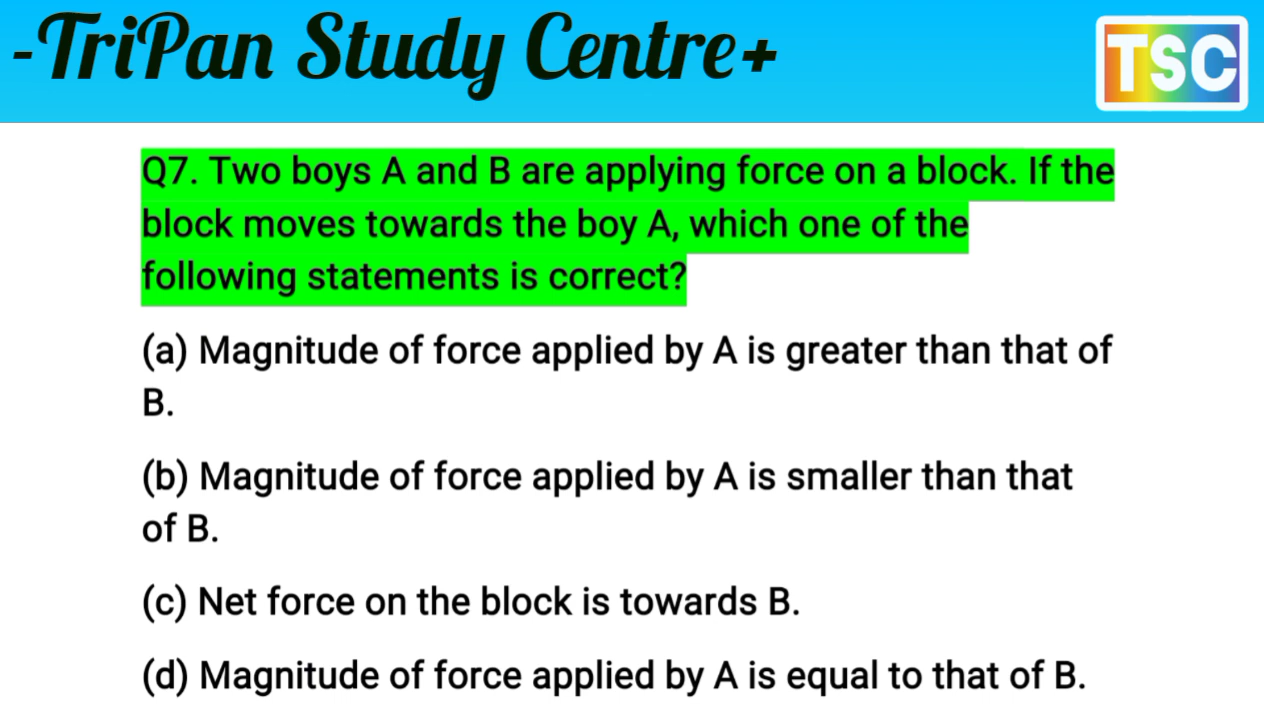 -TriPan Study Centre+
TSC
Q7. Two boys A and B are applying force on a block. If the
block moves towards the boy A, which one of the
following statements is correct?
(a) Magnitude of force applied by A is greater than that of
B.
(b) Magnitude of force applied by A is smaller than that
of B.
(c) Net force on the block is towards B.
(d) Magnitude of force applied by A is equal to that of B.